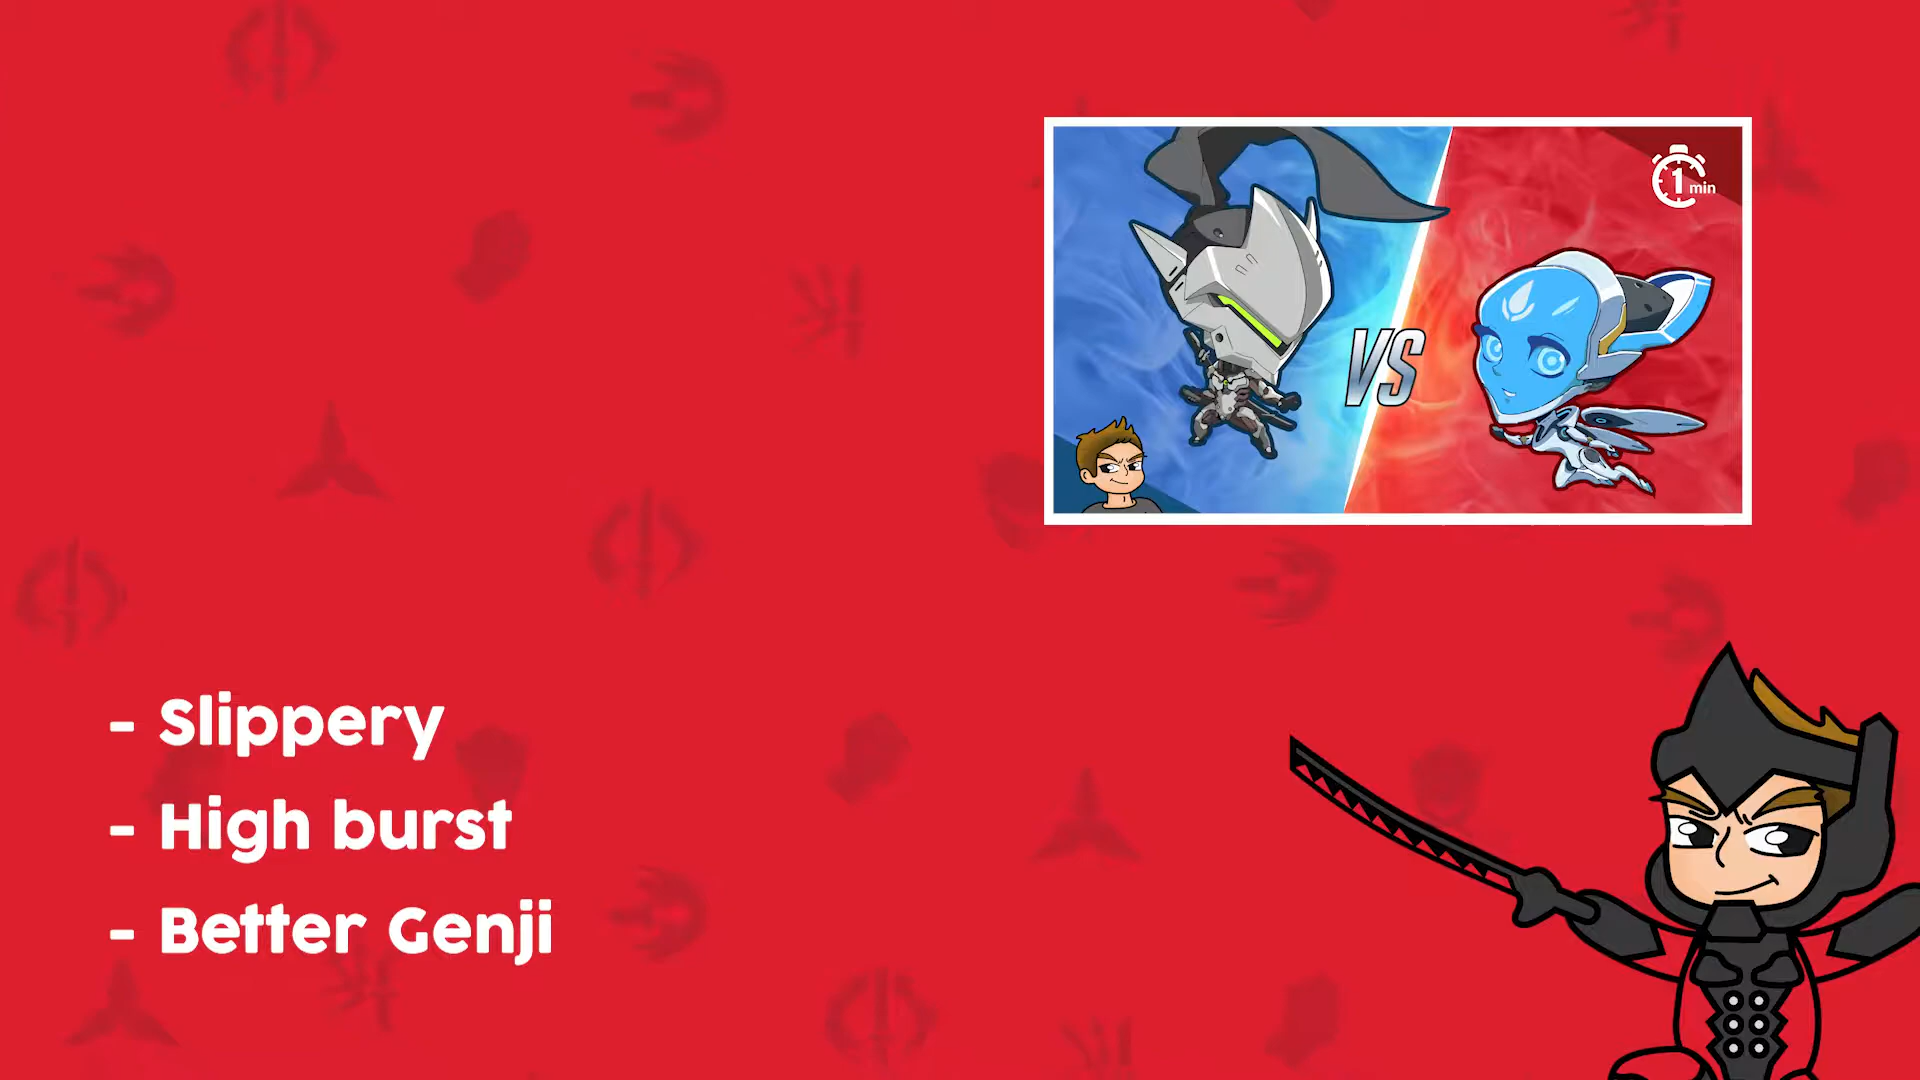 1 min
VS
- Slippery
- High burst
- Better Genji